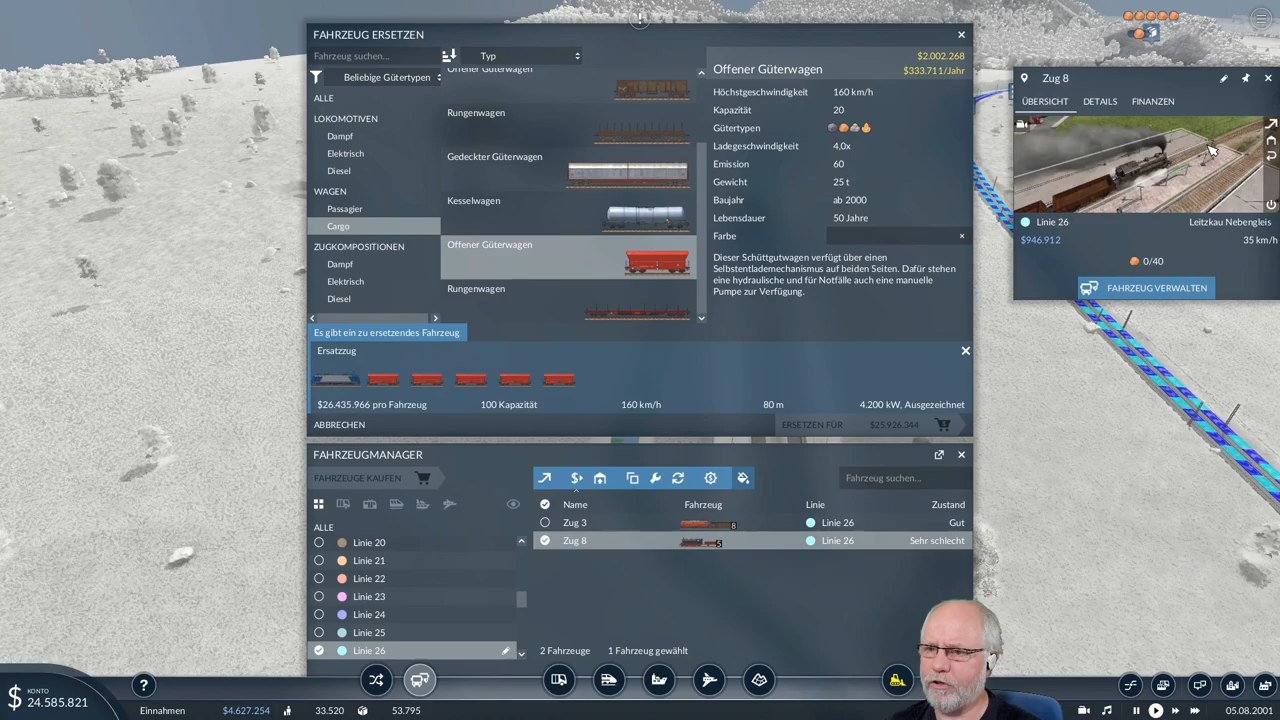 FAHRZEUG ERSETZEN
Fahrzeug suchen...
Typ
$2.002.268
Offener Güterwagen
$333.711/Jahr
Beliebige Gütertypen
ALLE
LOKOMOTIVEN
Dampf
Elektrisch
Diesel
WAGEN
Passagier
Cargo
ZUGKOMPOSITIONEN
Dampf
Elektrisch
Diesel
Offener Güterwagen
Rungenwagen
Gedeckter Güterwagen
Kesselwagen
Offener Güterwagen
Rungenwagen
Höchstgeschwindigkeit 160 km/h
Kapazität 20
Gütertypen
Ladegeschwindigkeit 4,0x
Emission 60
Gewicht 25 t
Baujahr ab 2000
Lebensdauer 50 Jahre
Farbe
Dieser Schüttgutwagen verfügt über einen
Selbstentlademechanismus auf beiden Seiten. Dafür stehen
eine hydraulische und für Notfälle auch eine manuelle
Pumpe zur Verfügung.
Es gibt ein zu ersetzendes Fahrzeug
Ersatzzug
$26.435.966 pro Fahrzeug 100 Kapazität 160 km/h 80 m 4.200 kW, Ausgezeichnet
ABBRECHEN
ERSETZEN FÜR $25.926.344
Zug 8
ÜBERSICHT DETAILS FINANZEN
Linie 26 Leitzkau Nebengleis
$946.912 35 km/h
0/40
FAHRZEUG VERWALTEN
FAHRZEUGMANAGER
FAHRZEUGE KAUFEN
Fahrzeug suchen...
ALLE
Linie 20
Linie 21
Linie 22
Linie 23
Linie 24
Linie 25
Linie 26
Name Fahrzeug Linie Zustand
Zug 3 8 Linie 26 Gut
Zug 8 5 Linie 26 Sehr schlecht
2 Fahrzeuge 1 Fahrzeug gewählt
$ KONTO
24.585.821
?
Einnahmen $4.627.254 33.520 53.795
05.08.2001